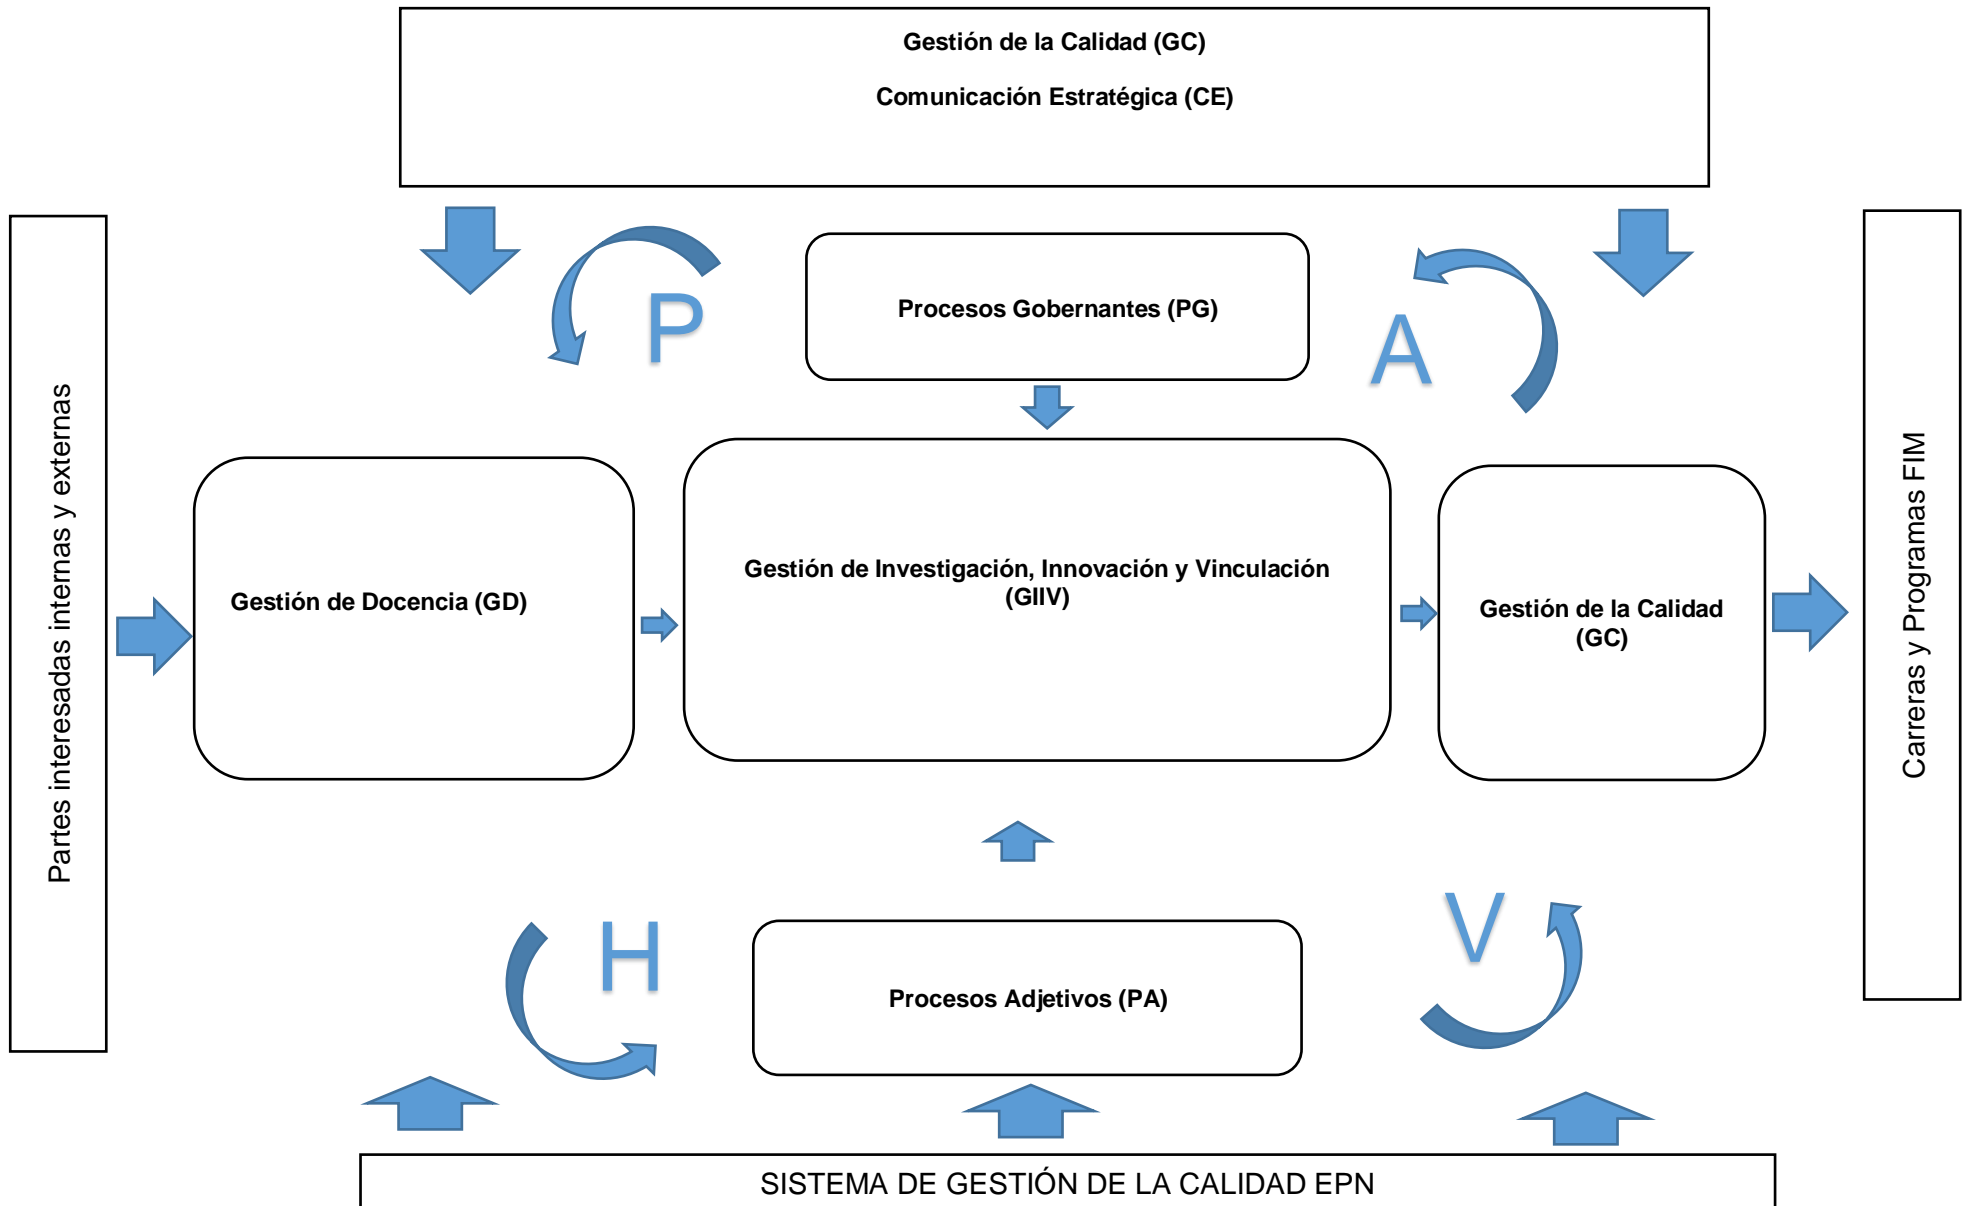 Gestión de la Calidad (GC)
Comunicación Estratégica (CE)
Partes interesadas internas y externas
P
Procesos Gobernantes (PG)
A
Carreras y Programas FIM
Gestión de Docencia (GD)
Gestión de Investigación, Innovación y Vinculación
(GIIV)
Gestión de la Calidad
(GC)
H
Procesos Adjetivos (PA)
V
SISTEMA DE GESTIÓN DE LA CALIDAD EPN